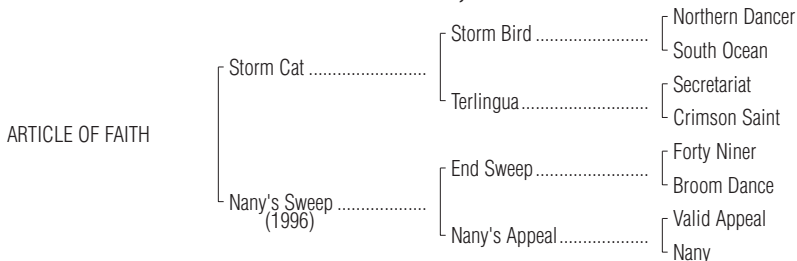 Northern Dancer
Storm Bird ........................
South Ocean
Storm Cat .........................
Secretariat
Terlingua ...........................
Crimson Saint
ARTICLE OF FAITH
Forty Niner
End Sweep ........................
Broom Dance
Nany's Sweep ...................
(1996)
Valid Appeal
Nany's Appeal ...................
Nany